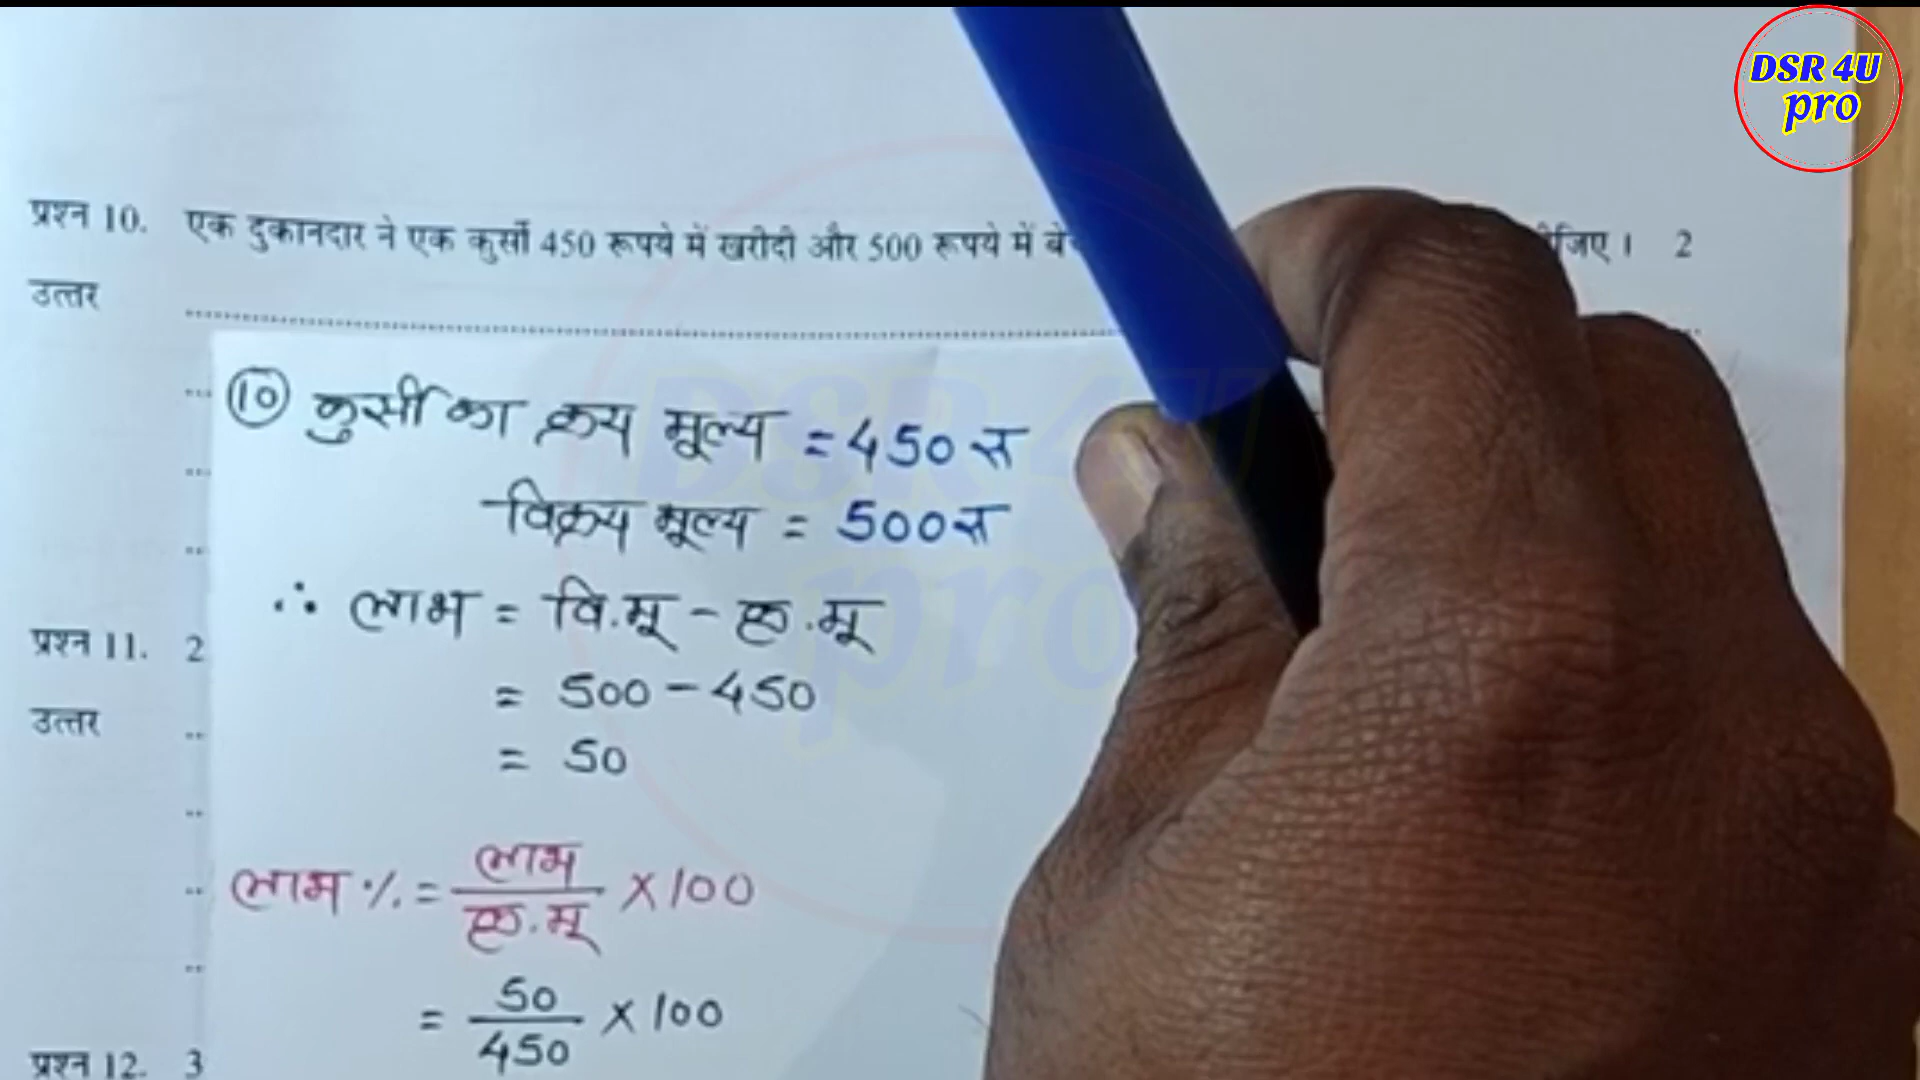 DSR 4U
pro
प्रश्न 10. एक दुकानदार ने एक कुर्सी 450 रूपये में खरीदी और 500 रूपये में 2
उत्तर
⑩ कुर्सी का क्रय मूल्य = 450 रु
विक्रय मूल्य = 500 रु
∴ लाभ = वि.मू - क्र.मू
= 500 - 450
= 50
प्रश्न 11. 2
उत्तर
लाभ % = लाभ / क्र.मू × 100
= 50 / 450 × 100
प्रश्न 12. 3